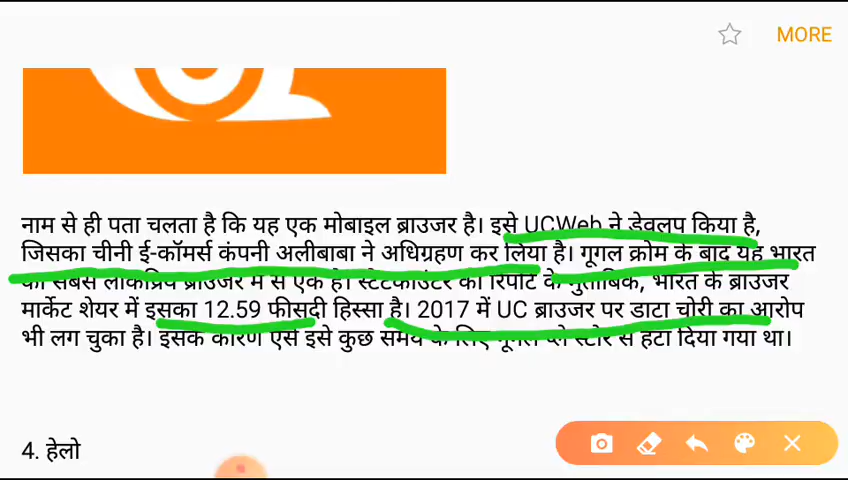 MORE
नाम से ही पता चलता है कि यह एक मोबाइल ब्राउजर है। इसे UCWeb ने डेवलप किया है,
जिसका चीनी ई-कॉमर्स कंपनी अलीबाबा ने अधिग्रहण कर लिया है। गूगल क्रोम के बाद यह भारत
का सबसे लोकप्रिय ब्राउजर में से एक है। स्टेटकाउंटर की रिपोर्ट के मुताबिक, भारत के ब्राउजर
मार्केट शेयर में इसका 12.59 फीसदी हिस्सा है। 2017 में UC ब्राउजर पर डाटा चोरी का आरोप
भी लग चुका है। इसके कारण ऐसे इसे कुछ समय के लिए गूगल प्ले स्टोर से हटा दिया गया था।
4. हेलो